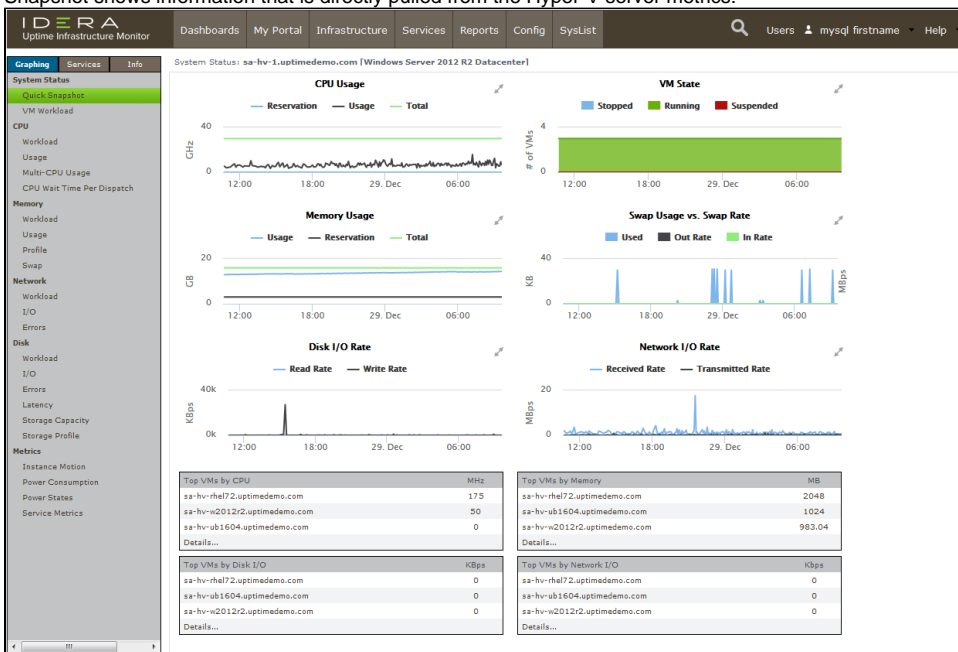 Snapshot shows information that is directly pulled from the Hyper-V server metrics.
IDERA
Uptime Infrastructure Monitor
Dashboards My Portal Infrastructure Services Reports Config SysList
Users mysql firstname Help
Graphing Services Info
System Status
Quick Snapshot
VM Workload
CPU
Workload
Usage
Multi-CPU Usage
CPU Wait Time Per Dispatch
Memory
Workload
Usage
Profile
Swap
Network
Workload
I/O
Errors
Disk
Workload
I/O
Errors
Latency
Storage Capacity
Storage Profile
Metrics
Instance Motion
Power Consumption
Power States
Service Metrics
System Status: sa-hv-1.uptimedemo.com [Windows Server 2012 R2 Datacenter]
CPU Usage
Reservation Usage Total
40
GHz
0
12:00 18:00 29. Dec 06:00
VM State
Stopped Running Suspended
4
# of VMs
0
12:00 18:00 29. Dec 06:00
Memory Usage
Usage Reservation Total
20
GB
0
12:00 18:00 29. Dec 06:00
Swap Usage vs. Swap Rate
Used Out Rate In Rate
40
KB
MBps
0
12:00 18:00 29. Dec 06:00
Disk I/O Rate
Read Rate Write Rate
40k
KBps
0k
12:00 18:00 29. Dec 06:00
Network I/O Rate
Received Rate Transmitted Rate
20
MBps
0
12:00 18:00 29. Dec 06:00
Top VMs by CPU MHz
sa-hv-rhel72.uptimedemo.com 175
sa-hv-w2012r2.uptimedemo.com 50
sa-hv-ub1604.uptimedemo.com 0
Details...
Top VMs by Memory MB
sa-hv-rhel72.uptimedemo.com 2048
sa-hv-ub1604.uptimedemo.com 1024
sa-hv-w2012r2.uptimedemo.com 983.04
Details...
Top VMs by Disk I/O KBps
sa-hv-rhel72.uptimedemo.com 0
sa-hv-ub1604.uptimedemo.com 0
sa-hv-w2012r2.uptimedemo.com 0
Details...
Top VMs by Network I/O Kbps
sa-hv-rhel72.uptimedemo.com 0
sa-hv-ub1604.uptimedemo.com 0
sa-hv-w2012r2.uptimedemo.com 0
Details...